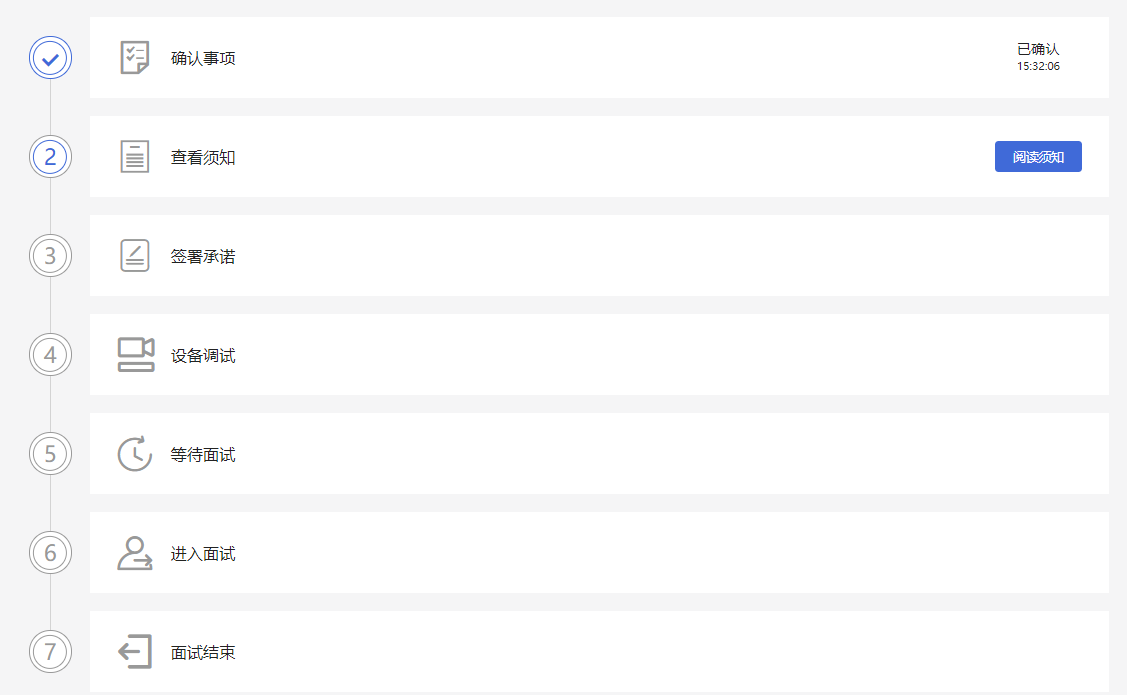 确认事项
已确认
15:32:06
2
查看须知
阅读须知
3
签署承诺
4
设备调试
5
等待面试
6
进入面试
7
面试结束